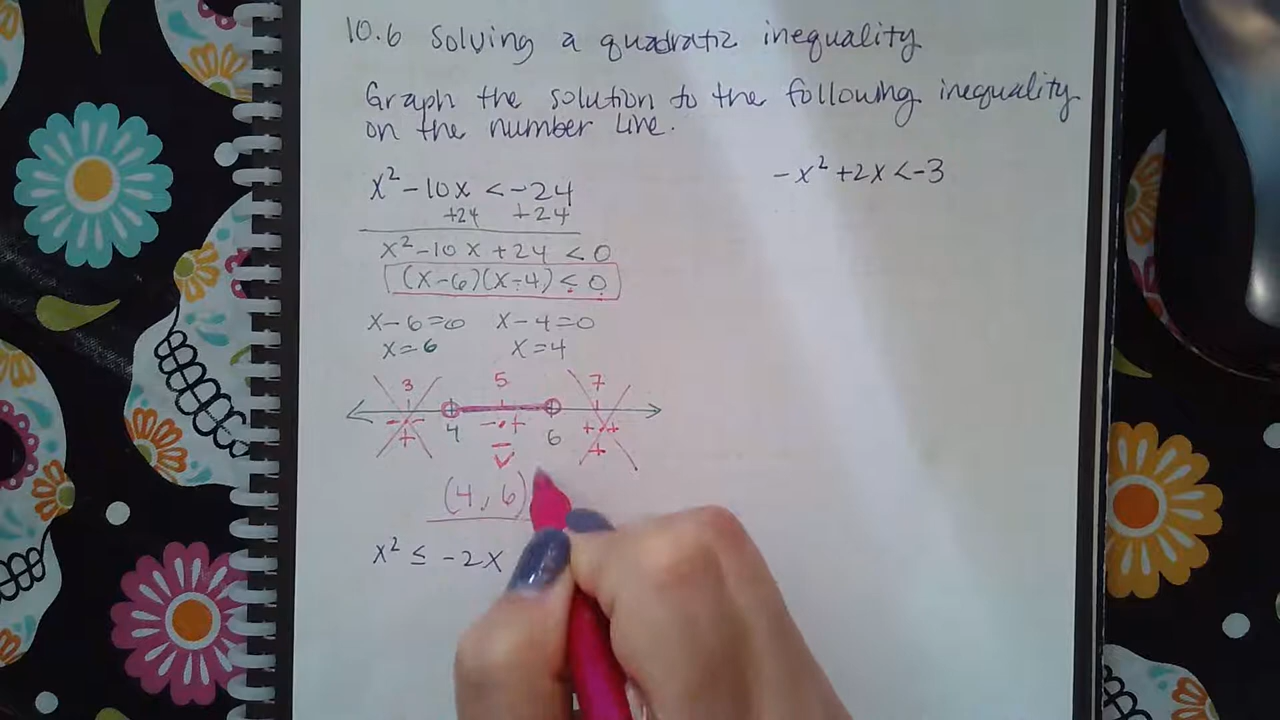 10.6 Solving a quadratic inequality
Graph the solution to the following inequality
on the number line.
x² - 10x < -24
+24 +24
x² - 10x + 24 < 0
(x-6)(x-4) < 0
x-6=0 x-4=0
x=6 x=4
3 5 7
- - - · + + · +
4 6
+ - +
✓
(4, 6)
x² ≤ -2x
-x² + 2x < -3